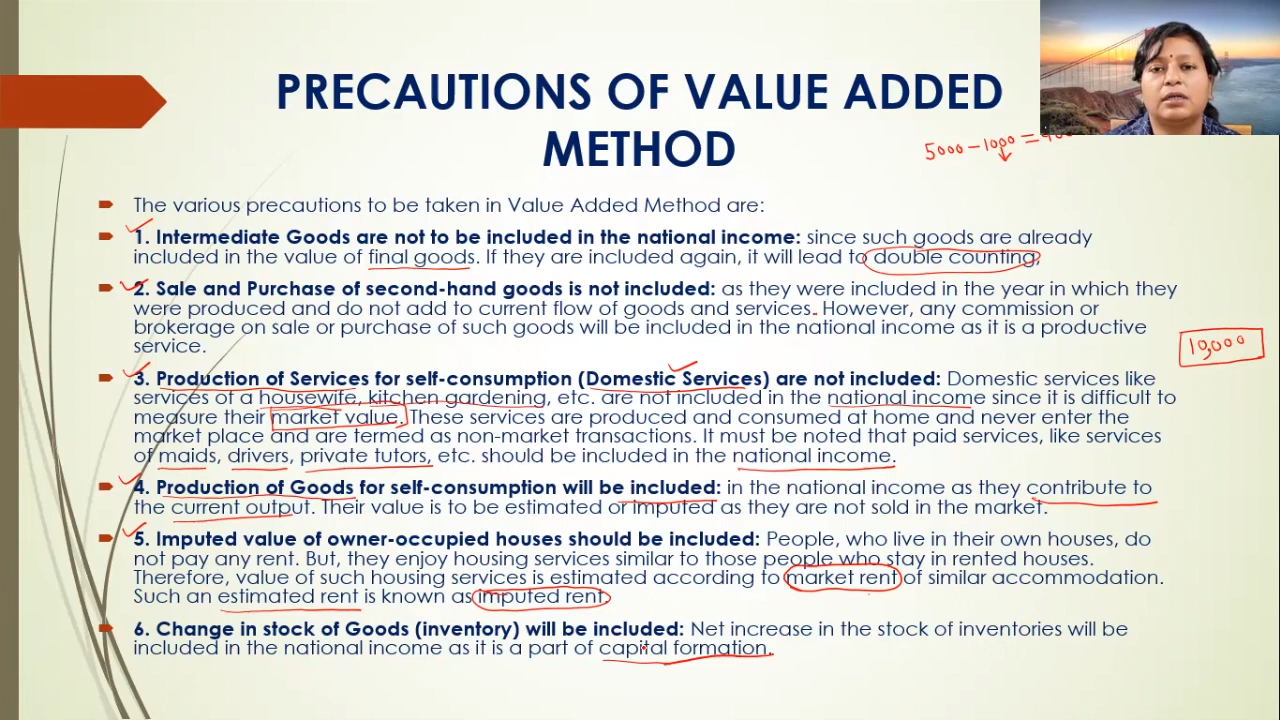 PRECAUTIONS OF VALUE ADDED
METHOD
5000-1000=
The various precautions to be taken in Value Added Method are:
1. Intermediate Goods are not to be included in the national income: since such goods are already
included in the value of final goods. If they are included again, it will lead to double counting.
2. Sale and Purchase of second-hand goods is not included: as they were included in the year in which they
were produced and do not add to current flow of goods and services. However, any commission or
brokerage on sale or purchase of such goods will be included in the national income as it is a productive
service.
10,000
3. Production of Services for self-consumption (Domestic Services) are not included: Domestic services like
services of a housewife, kitchen gardening, etc. are not included in the national income since it is difficult to
measure their market value. These services are produced and consumed at home and never enter the
market place and are termed as non-market transactions. It must be noted that paid services, like services
of maids, drivers, private tutors, etc. should be included in the national income.
4. Production of Goods for self-consumption will be included: in the national income as they contribute to
the current output. Their value is to be estimated or imputed as they are not sold in the market.
5. Imputed value of owner-occupied houses should be included: People, who live in their own houses, do
not pay any rent. But, they enjoy housing services similar to those people who stay in rented houses.
Therefore, value of such housing services is estimated according to market rent of similar accommodation.
Such an estimated rent is known as imputed rent.
6. Change in stock of Goods (inventory) will be included: Net increase in the stock of inventories will be
included in the national income as it is a part of capital formation.